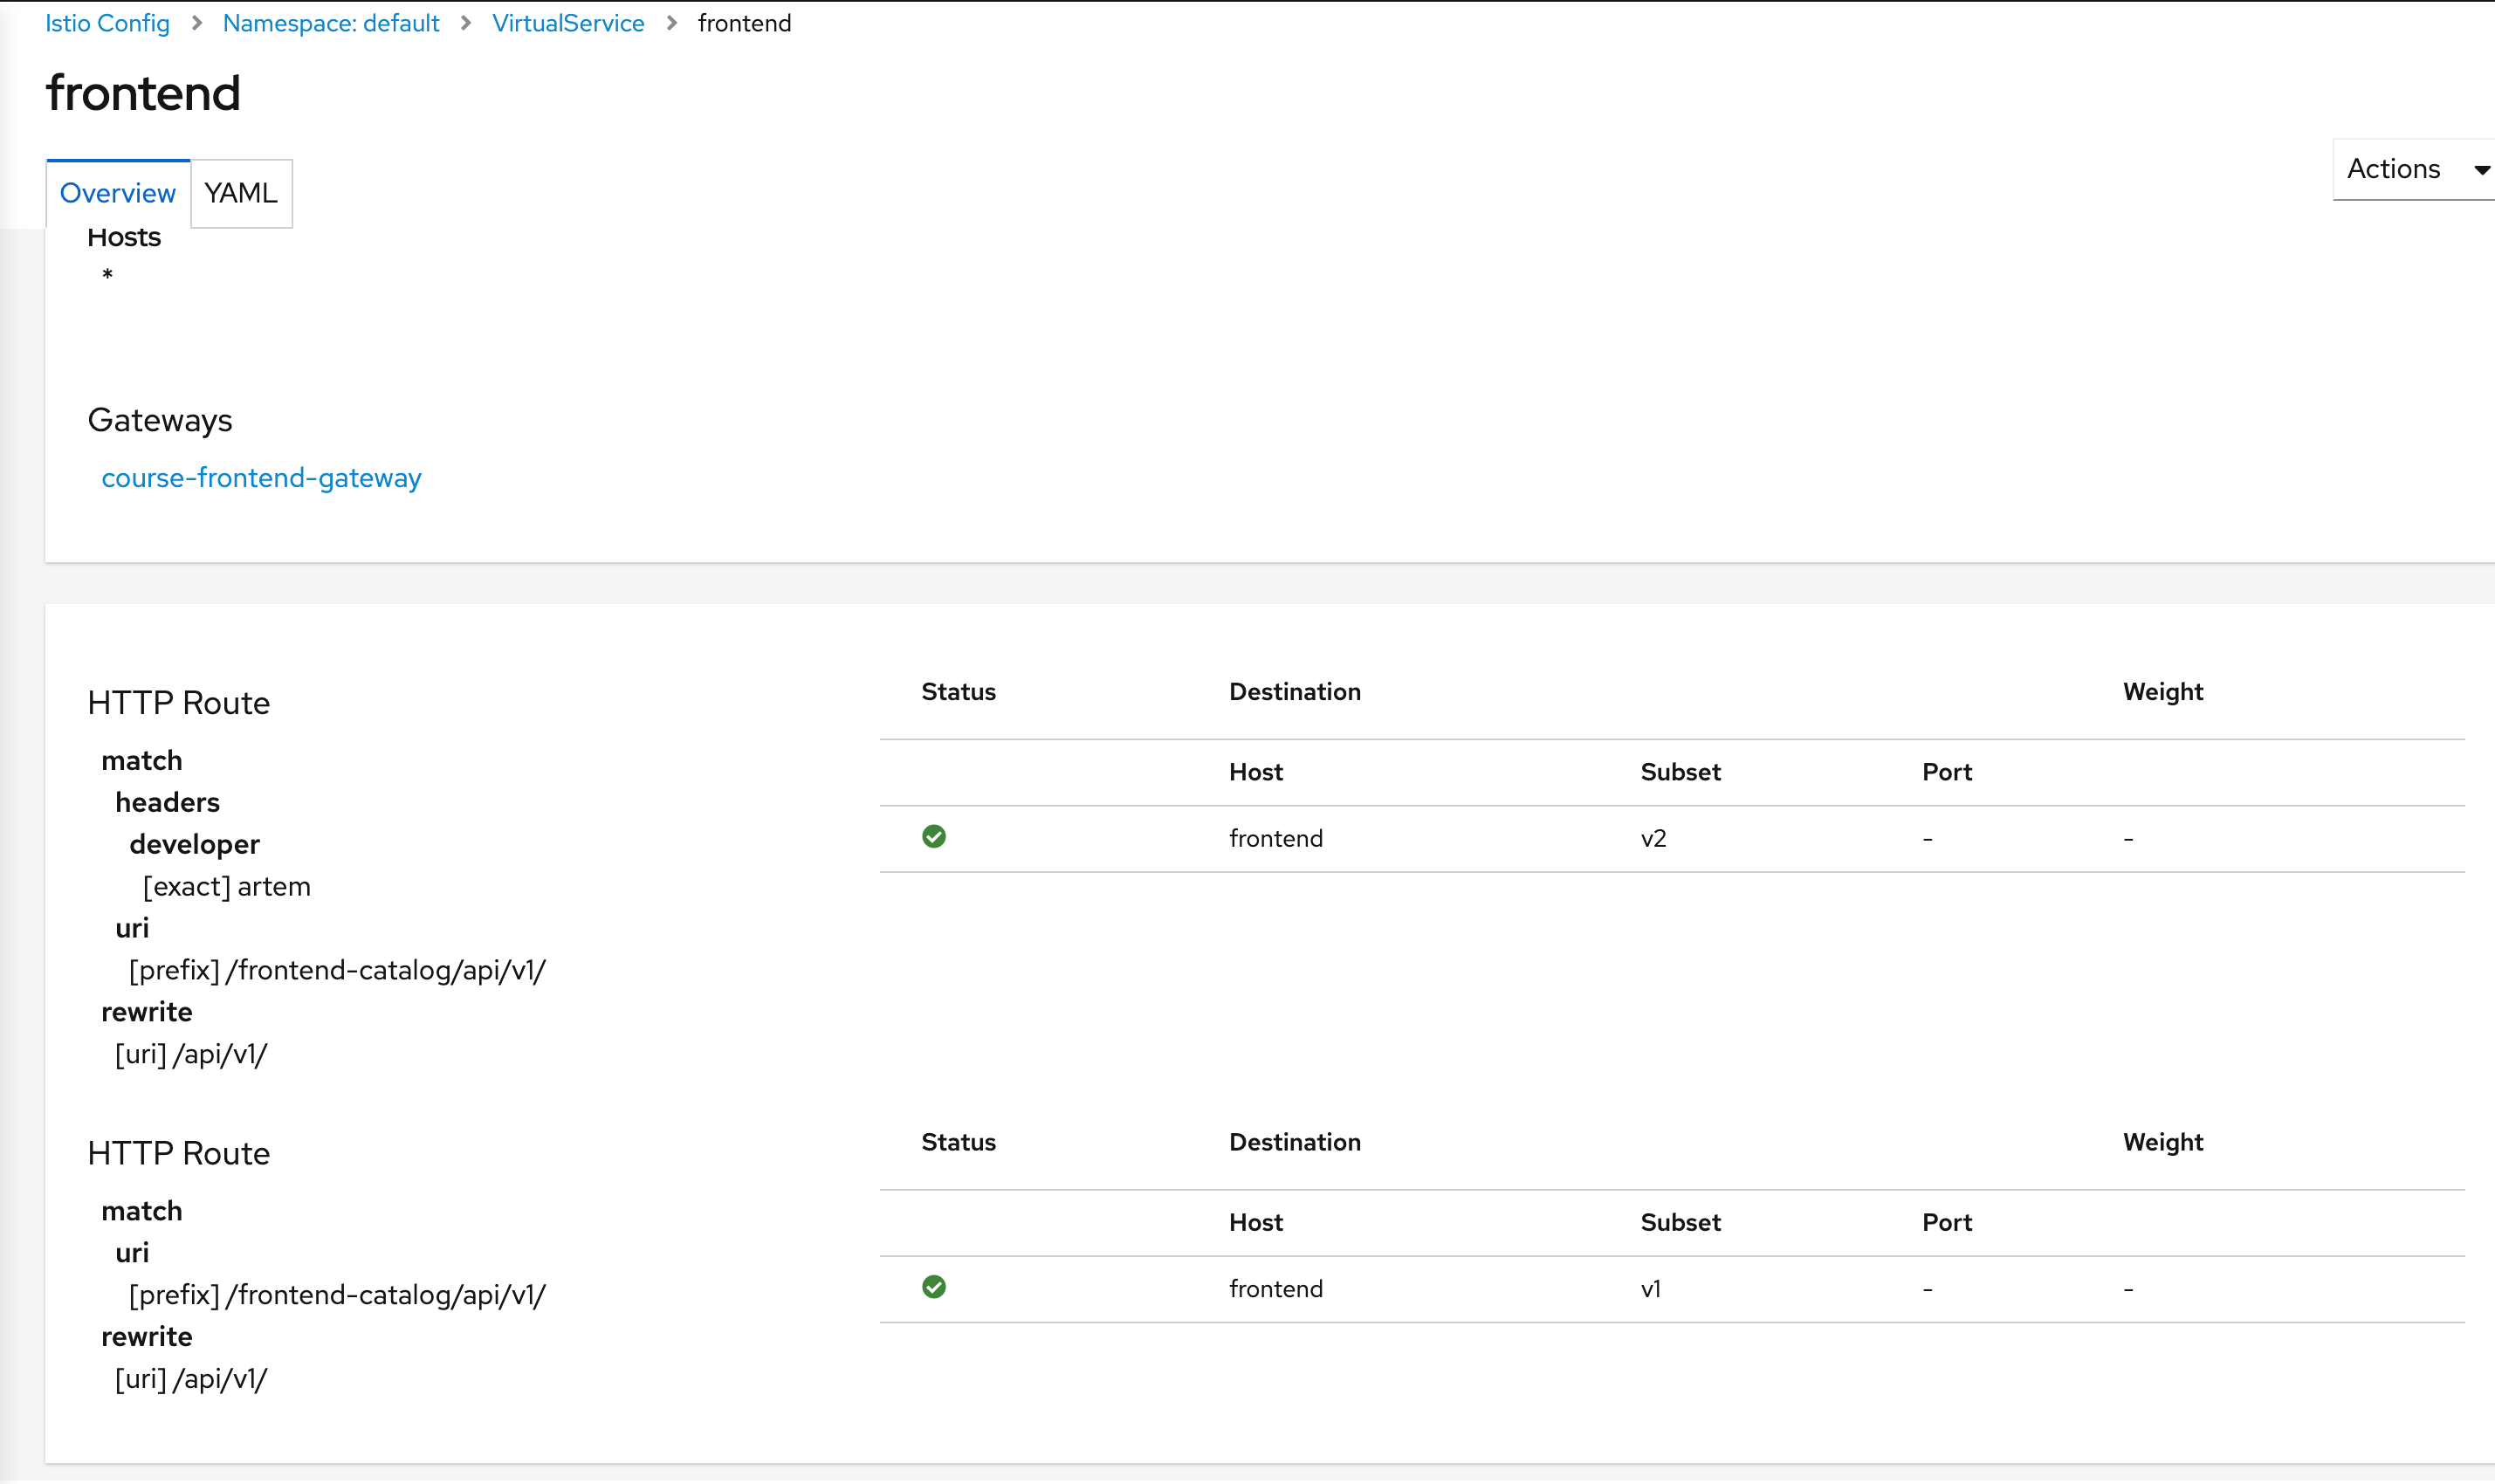 Istio Config > Namespace: default > VirtualService > frontend
frontend
Actions
Overview YAML
Hosts
*
Gateways
course-frontend-gateway
HTTP Route
match
headers
developer
[exact] artem
uri
[prefix] /frontend-catalog/api/v1/
rewrite
[uri] /api/v1/
Status Destination Weight
Host Subset Port
frontend v2 - -
HTTP Route
match
uri
[prefix] /frontend-catalog/api/v1/
rewrite
[uri] /api/v1/
Status Destination Weight
Host Subset Port
frontend v1 - -